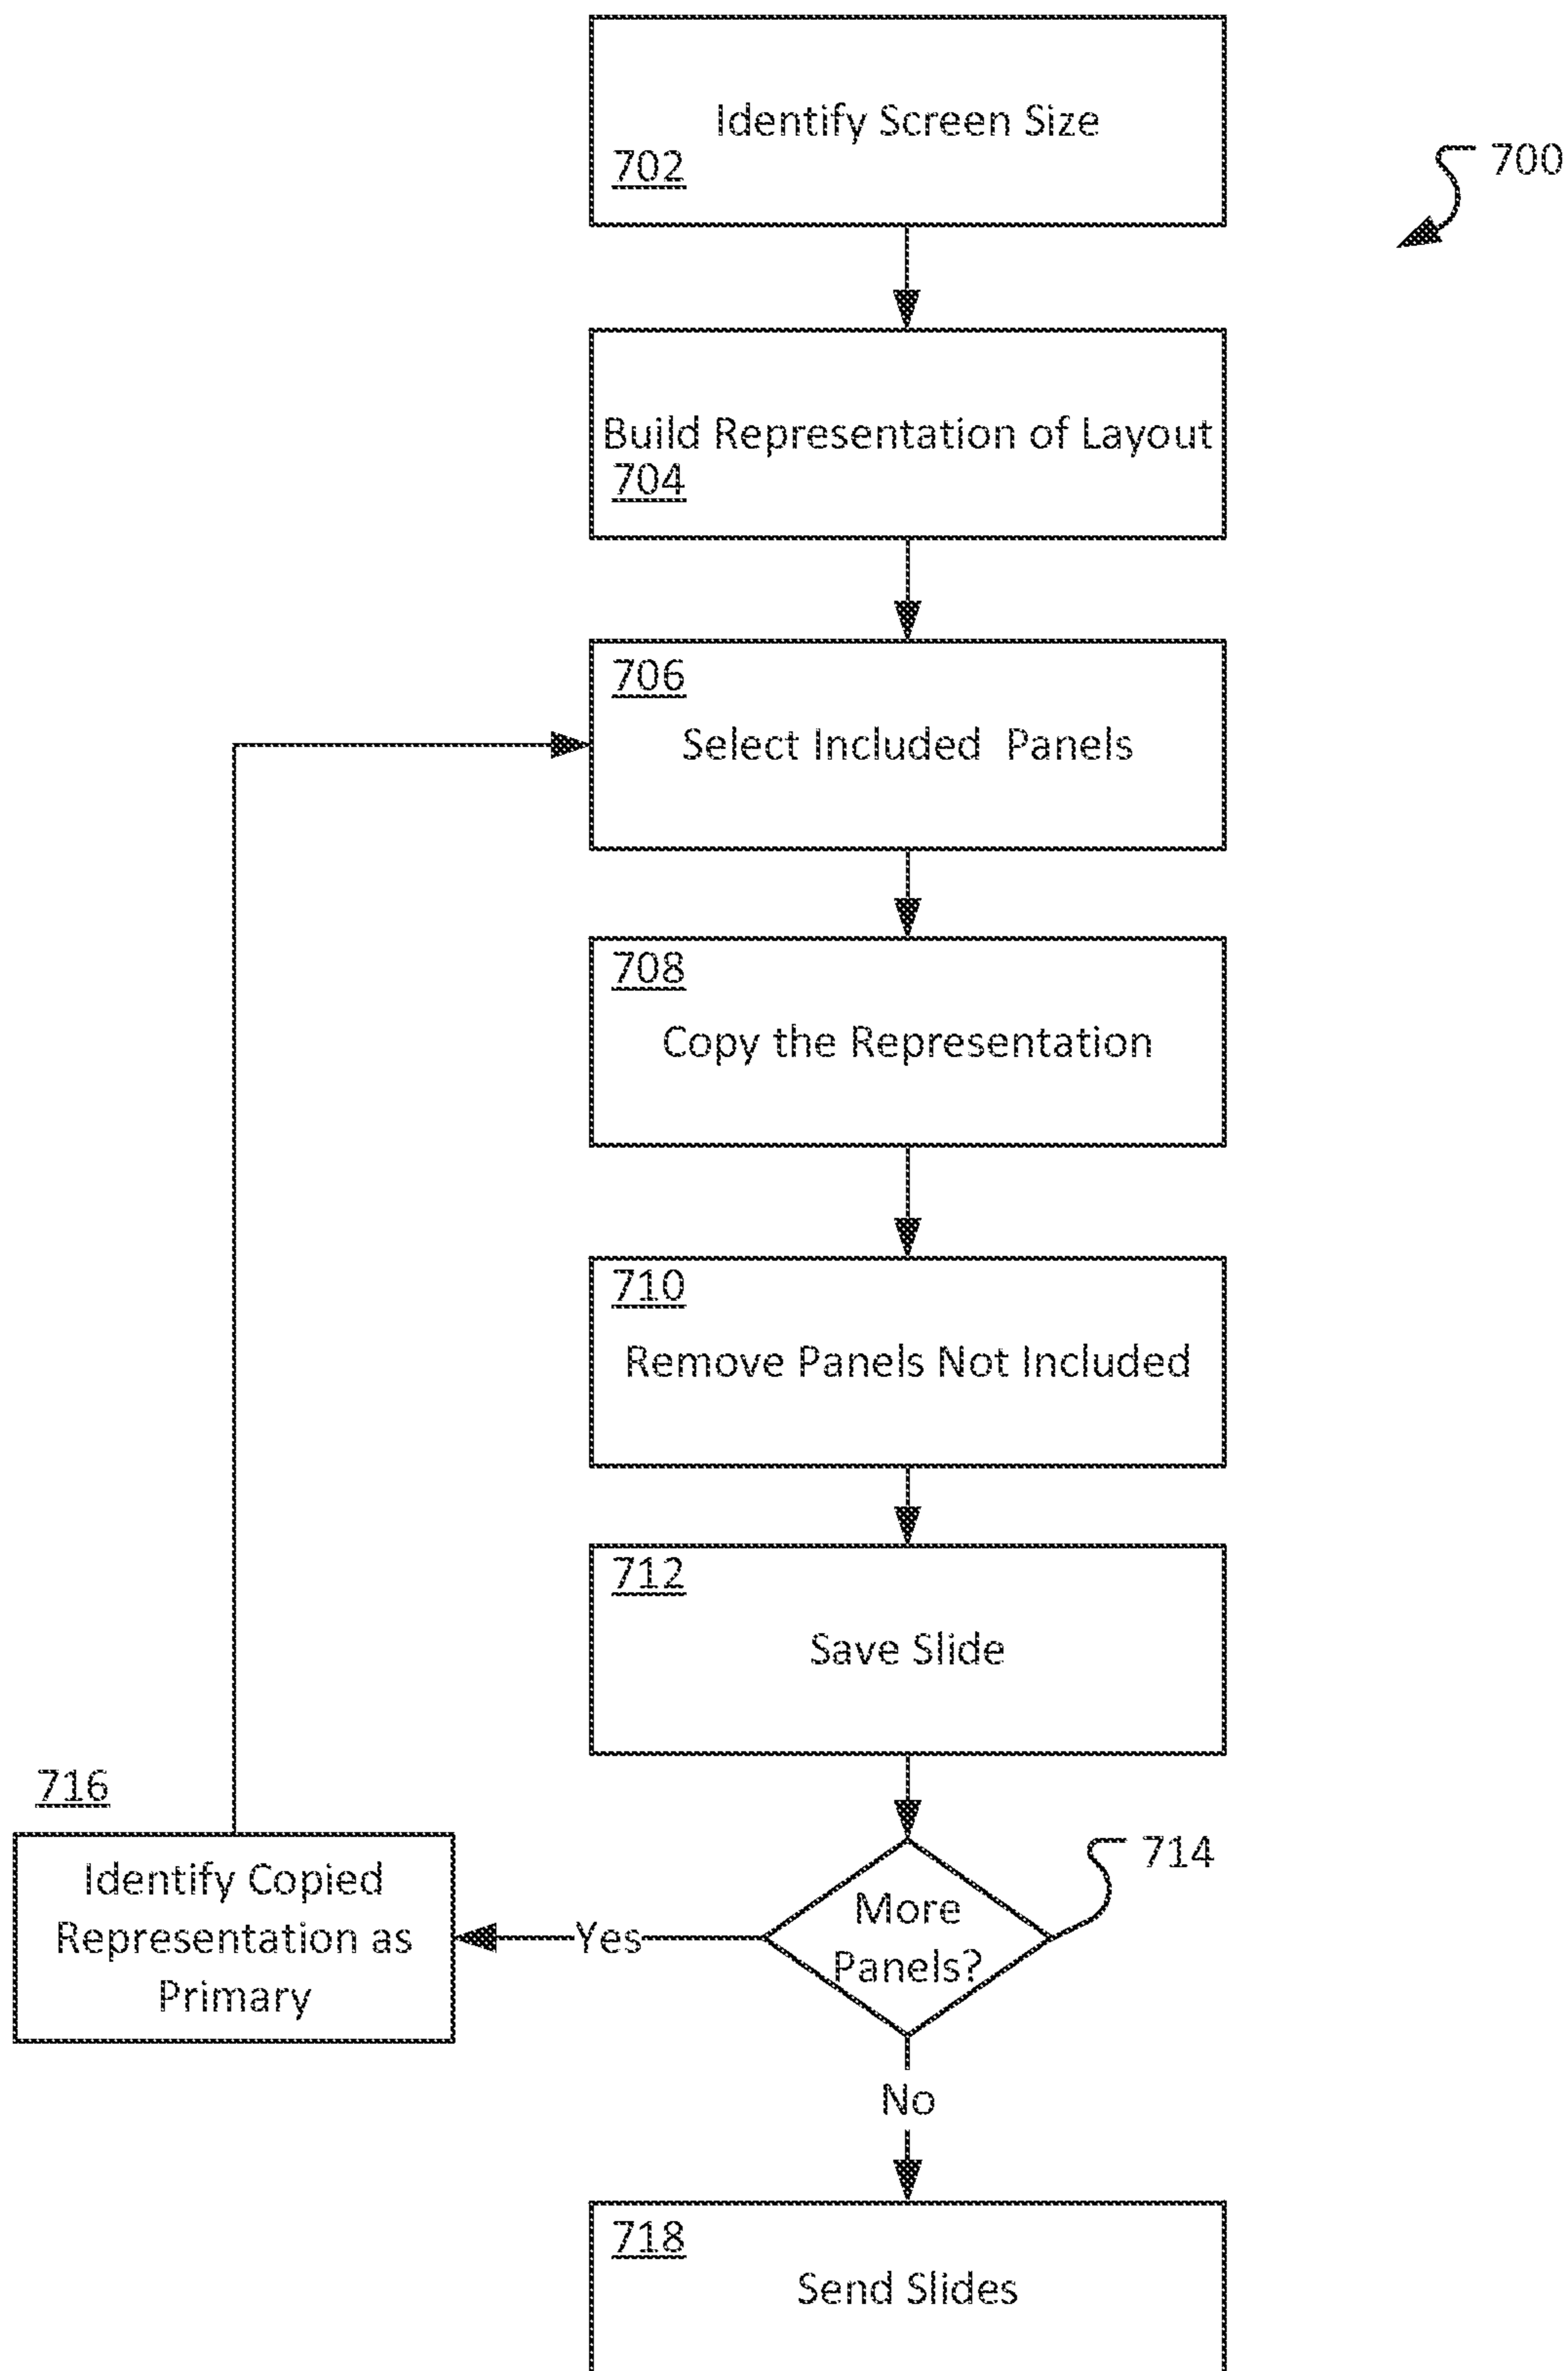 Identify Screen Size
702
700
Build Representation of Layout
704
706
Select Included Panels
708
Copy the Representation
710
Remove Panels Not Included
712
Save Slide
714
More
Panels?
Yes
716
Identify Copied
Representation as
Primary
No
718
Send Slides